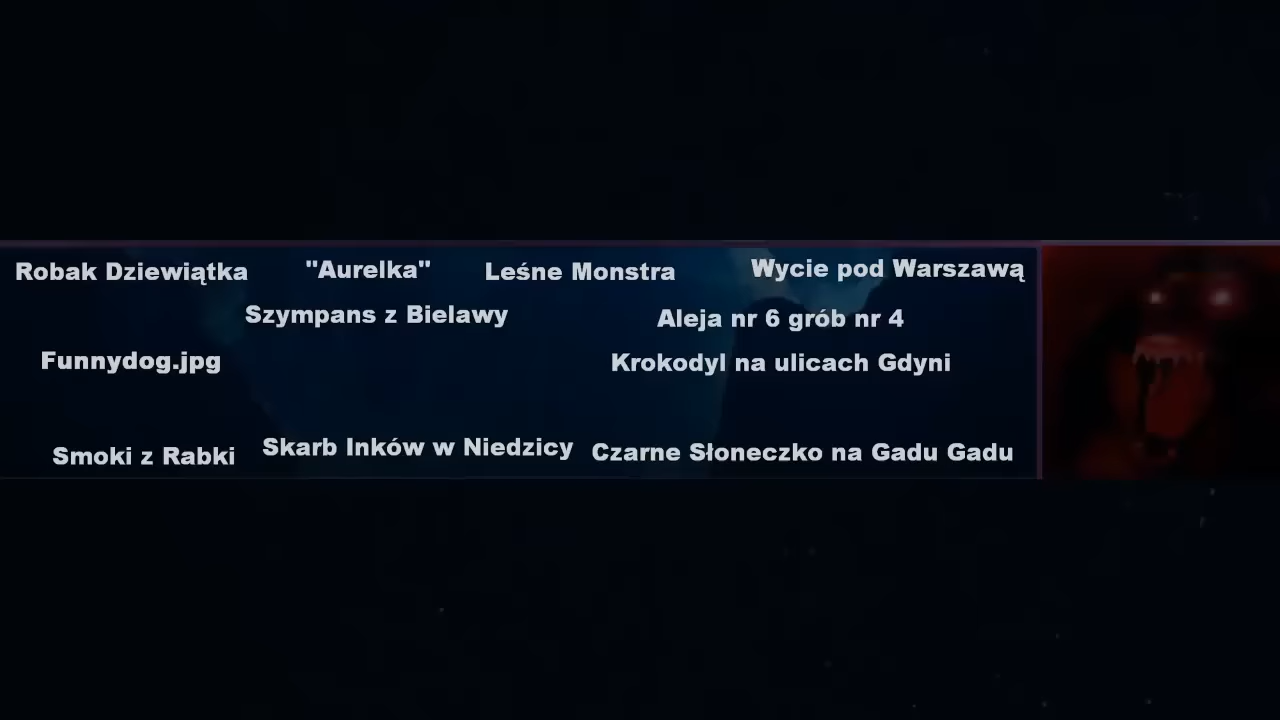 Robak Dziewiątka
"Aurelka"
Leśne Monstra
Wycie pod Warszawą
Szympans z Bielawy
Aleja nr 6 grób nr 4
Funnydog.jpg
Krokodyl na ulicach Gdyni
Smoki z Rabki
Skarb Inków w Niedzicy
Czarne Słoneczko na Gadu Gadu